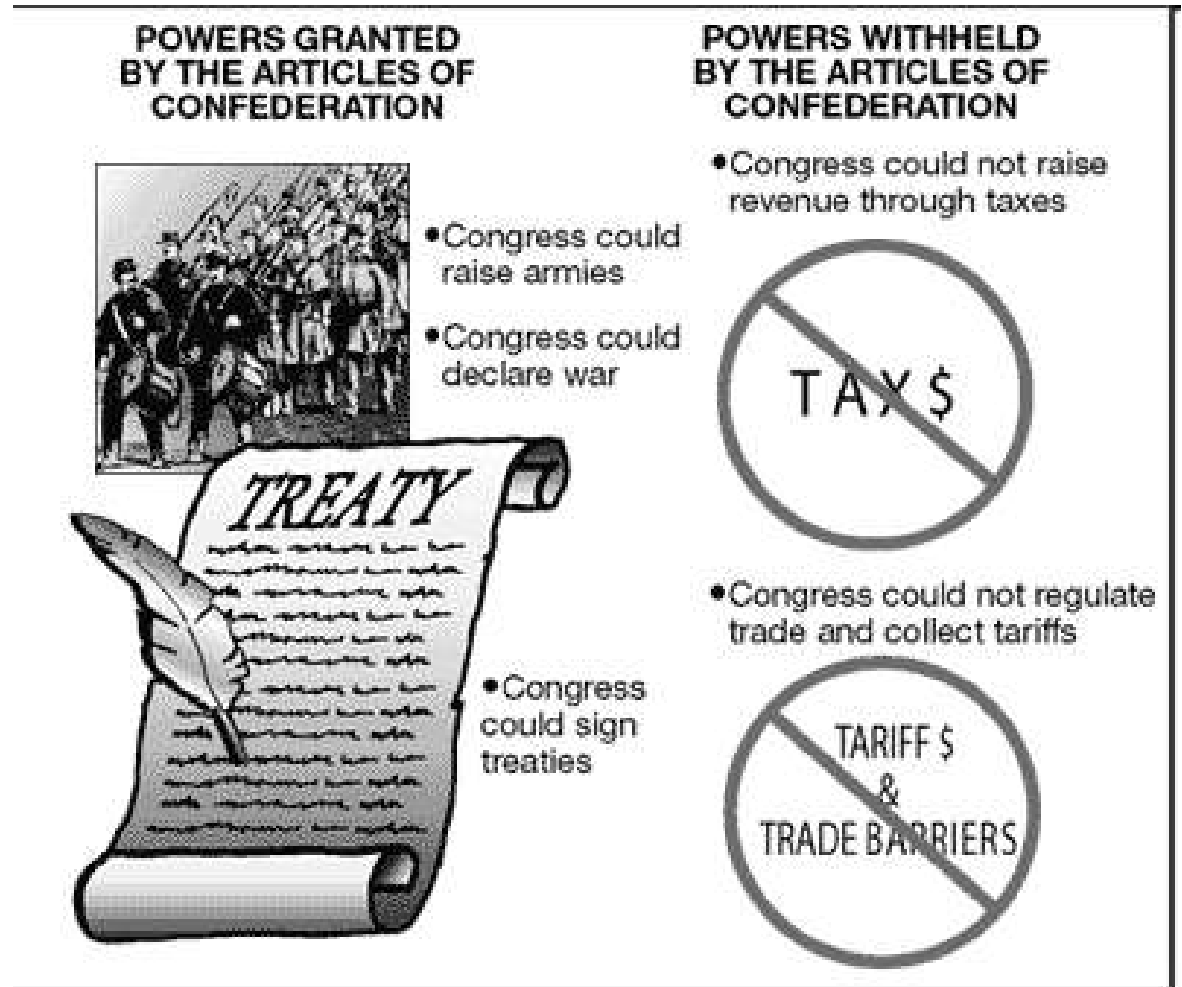 POWERS GRANTED
BY THE ARTICLES OF
CONFEDERATION
•Congress could
raise armies
•Congress could
declare war
TREATY
•Congress
could sign
treaties
POWERS WITHHELD
BY THE ARTICLES OF
CONFEDERATION
•Congress could not raise
revenue through taxes
TAX$
•Congress could not regulate
trade and collect tariffs
TARIFF $
&
TRADE BARRIERS